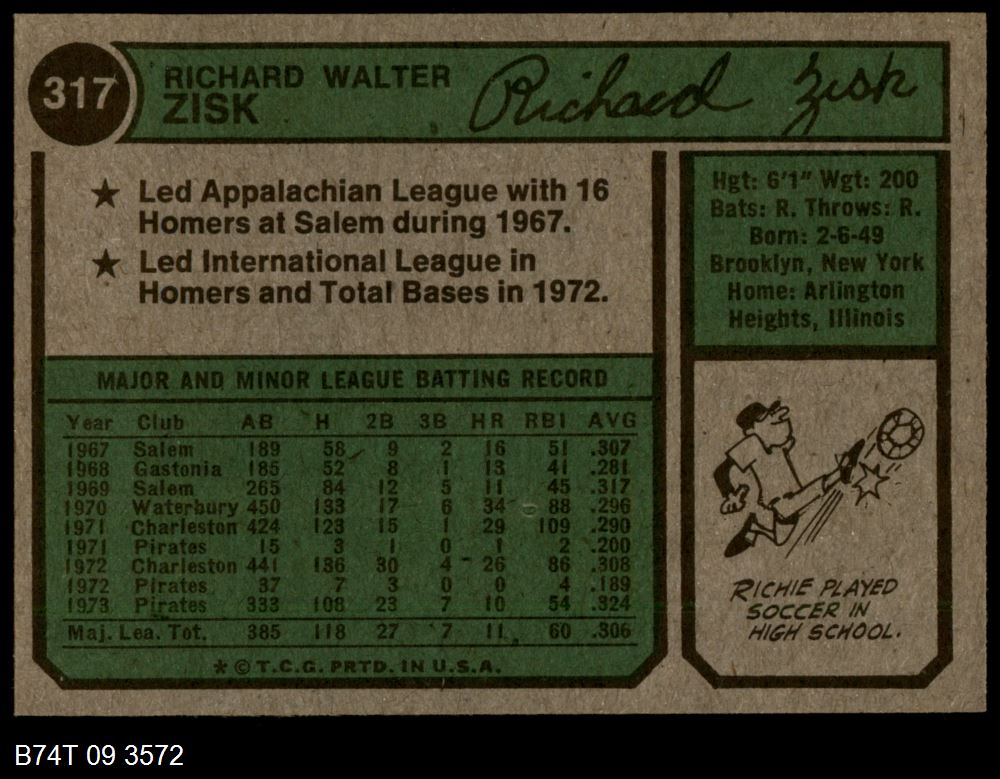 317
RICHARD WALTER
ZISK
Richard Zisk
★ Led Appalachian League with 16
Homers at Salem during 1967.
★ Led International League in
Homers and Total Bases in 1972.
Hgt: 6'1" Wgt: 200
Bats: R. Throws: R.
Born: 2-6-49
Brooklyn, New York
Home: Arlington
Heights, Illinois
MAJOR AND MINOR LEAGUE BATTING RECORD
Year Club AB H 2B 3B HR RBI AVG
1967 Salem 189 58 9 2 16 51 .307
1968 Gastonia 185 52 8 1 13 41 .281
1969 Salem 265 84 12 5 11 45 .317
1970 Waterbury 450 133 17 6 34 88 .296
1971 Charleston 424 123 15 1 29 109 .290
1971 Pirates 15 3 1 0 1 2 .200
1972 Charleston 441 136 30 4 26 86 .308
1972 Pirates 37 7 3 0 0 4 .189
1973 Pirates 333 108 23 7 10 54 .324
Maj. Lea. Tot. 385 118 27 7 11 60 .306
* © T.C.G. PRTD. IN U.S.A.
RICHIE PLAYED
SOCCER IN
HIGH SCHOOL.
B74T 09 3572